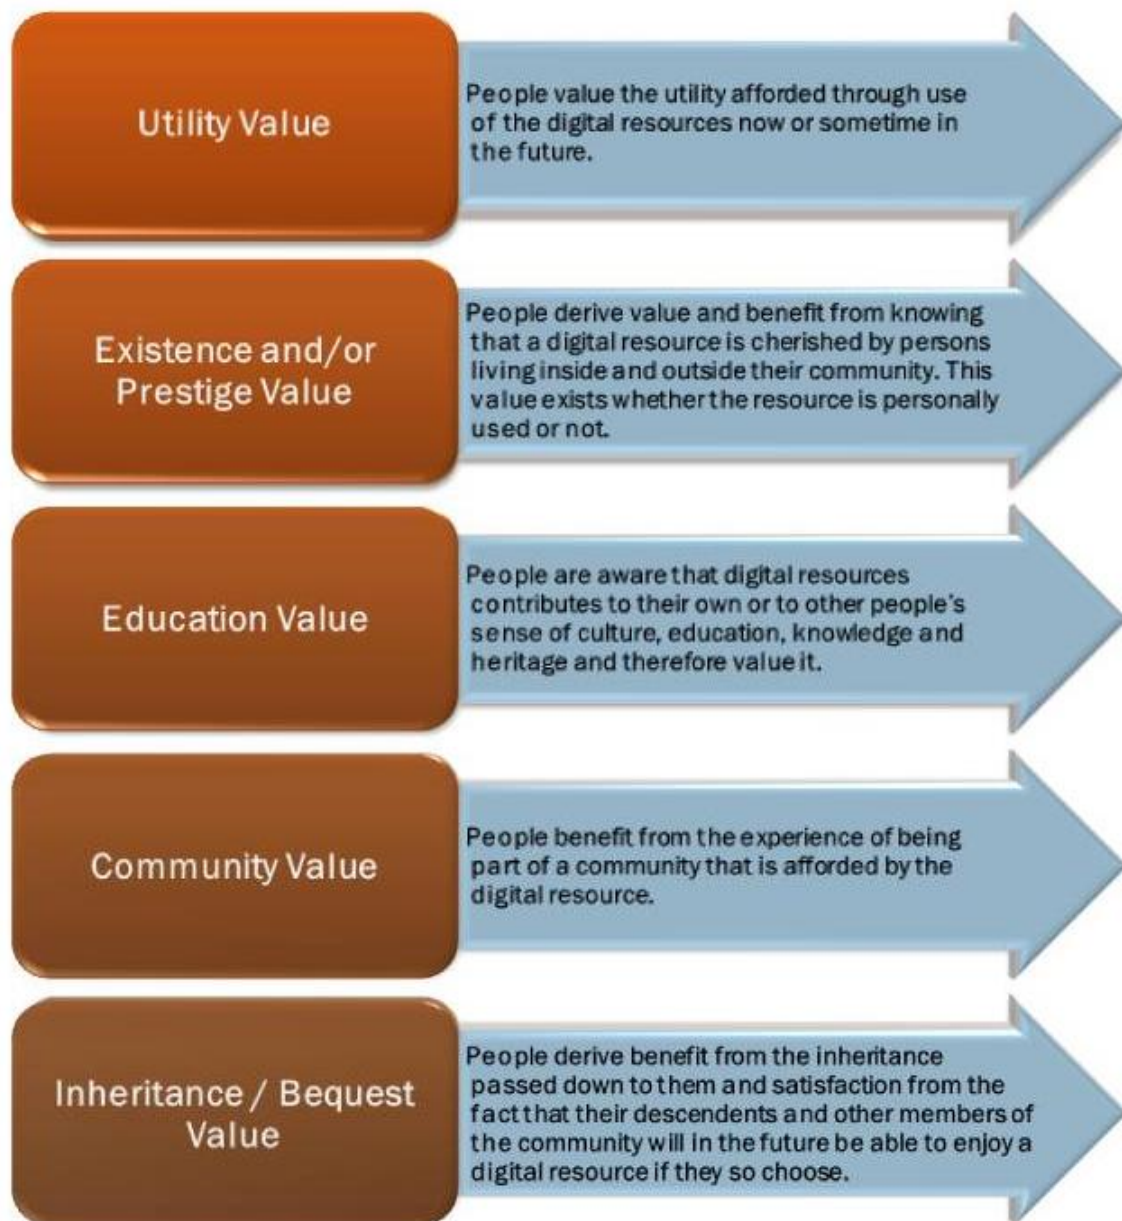 Utility Value
People value the utility afforded through use
of the digital resources now or sometime in
the future.
Existence and/or
Prestige Value
People derive value and benefit from knowing
that a digital resource is cherished by persons
living inside and outside their community. This
value exists whether the resource is personally
used or not.
Education Value
People are aware that digital resources
contributes to their own or to other people’s
sense of culture, education, knowledge and
heritage and therefore value it.
Community Value
People benefit from the experience of being
part of a community that is afforded by the
digital resource.
Inheritance / Bequest
Value
People derive benefit from the inheritance
passed down to them and satisfaction from the
fact that their descendents and other members of
the community will in the future be able to enjoy a
digital resource if they so choose.